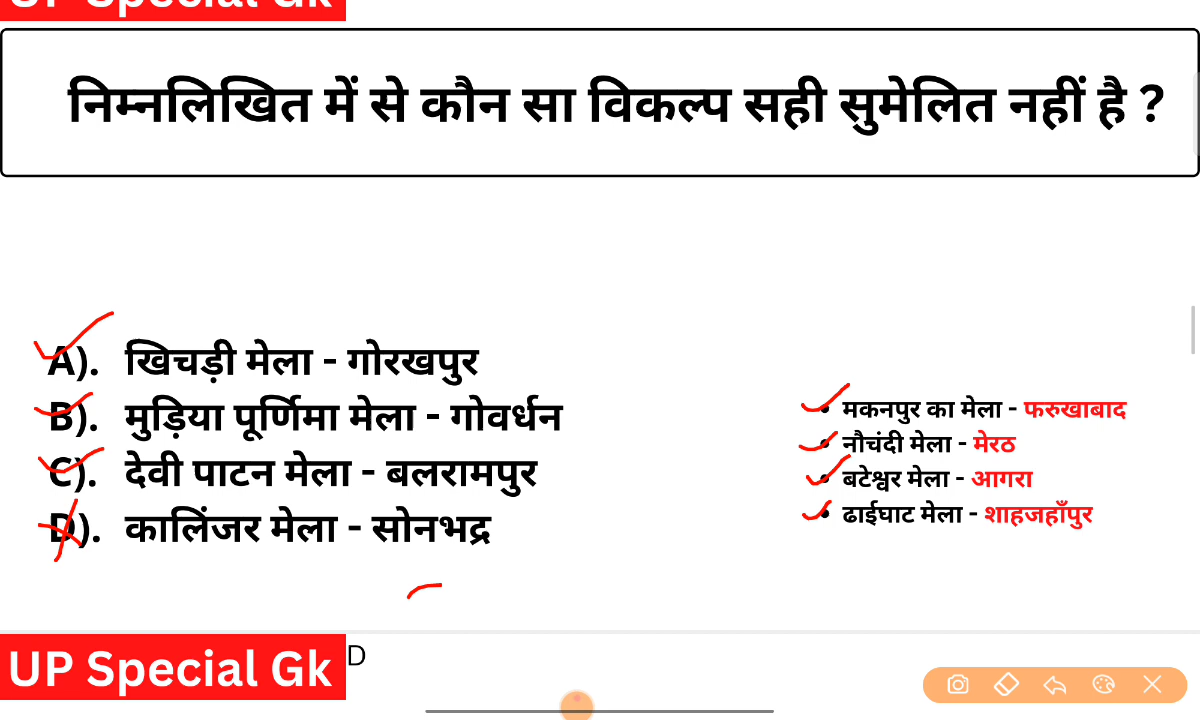 UP Special Gk
निम्नलिखित में से कौन सा विकल्प सही सुमेलित नहीं है ?
A). खिचड़ी मेला - गोरखपुर
B). मुड़िया पूर्णिमा मेला - गोवर्धन
C). देवी पाटन मेला - बलरामपुर
D). कालिंजर मेला - सोनभद्र
• मकनपुर का मेला - फरुखाबाद
• नौचंदी मेला - मेरठ
• बटेश्वर मेला - आगरा
• ढाईघाट मेला - शाहजहाँपुर
UP Special Gk
D